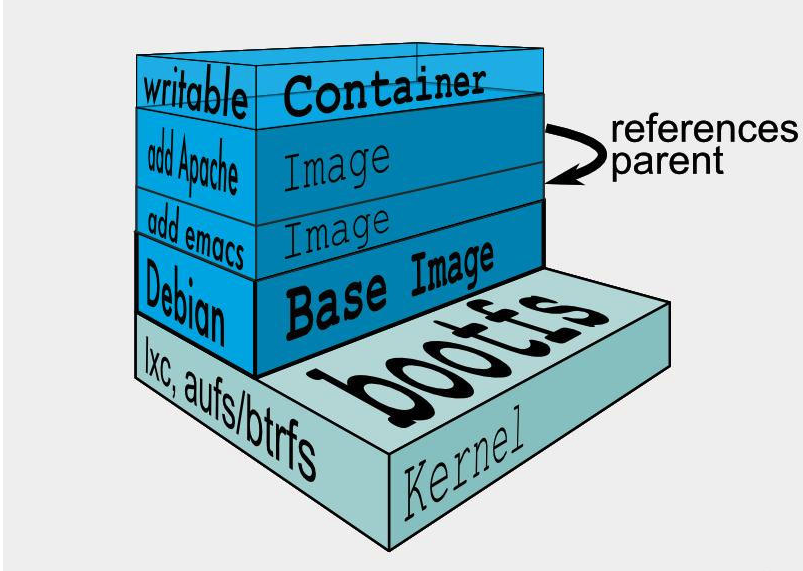 writable Container
add Apache Image
references
parent
add emacs Image
Debian Base Image
bootfs
lxc, aufs/btrfs
Kernel